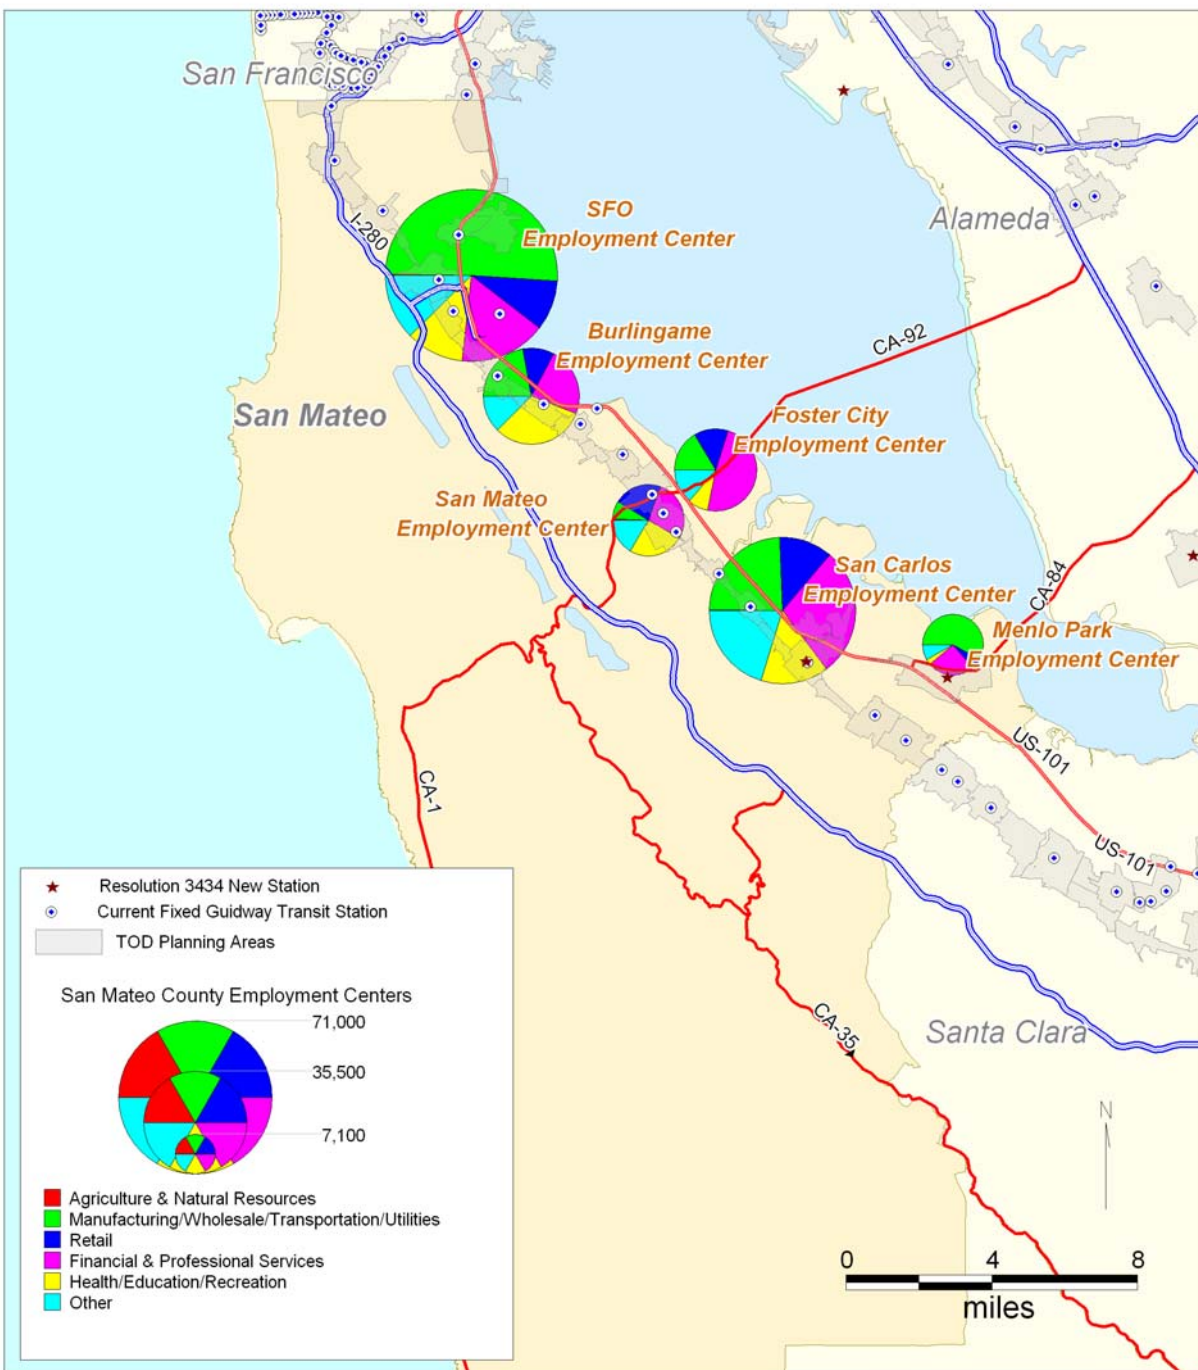 San Francisco
SFO
Employment Center
Alameda
I-280
Burlingame
Employment Center
CA-92
San Mateo
Foster City
Employment Center
San Mateo
Employment Center
San Carlos
Employment Center
CA-84
Menlo Park
Employment Center
US-101
CA-1
US-101
Resolution 3434 New Station
Current Fixed Guidway Transit Station
TOD Planning Areas
San Mateo County Employment Centers
71,000
35,500
7,100
CA-35
Santa Clara
N
Agriculture & Natural Resources
Manufacturing/Wholesale/Transportation/Utilities
Retail
Financial & Professional Services
Health/Education/Recreation
Other
0 4 8
miles